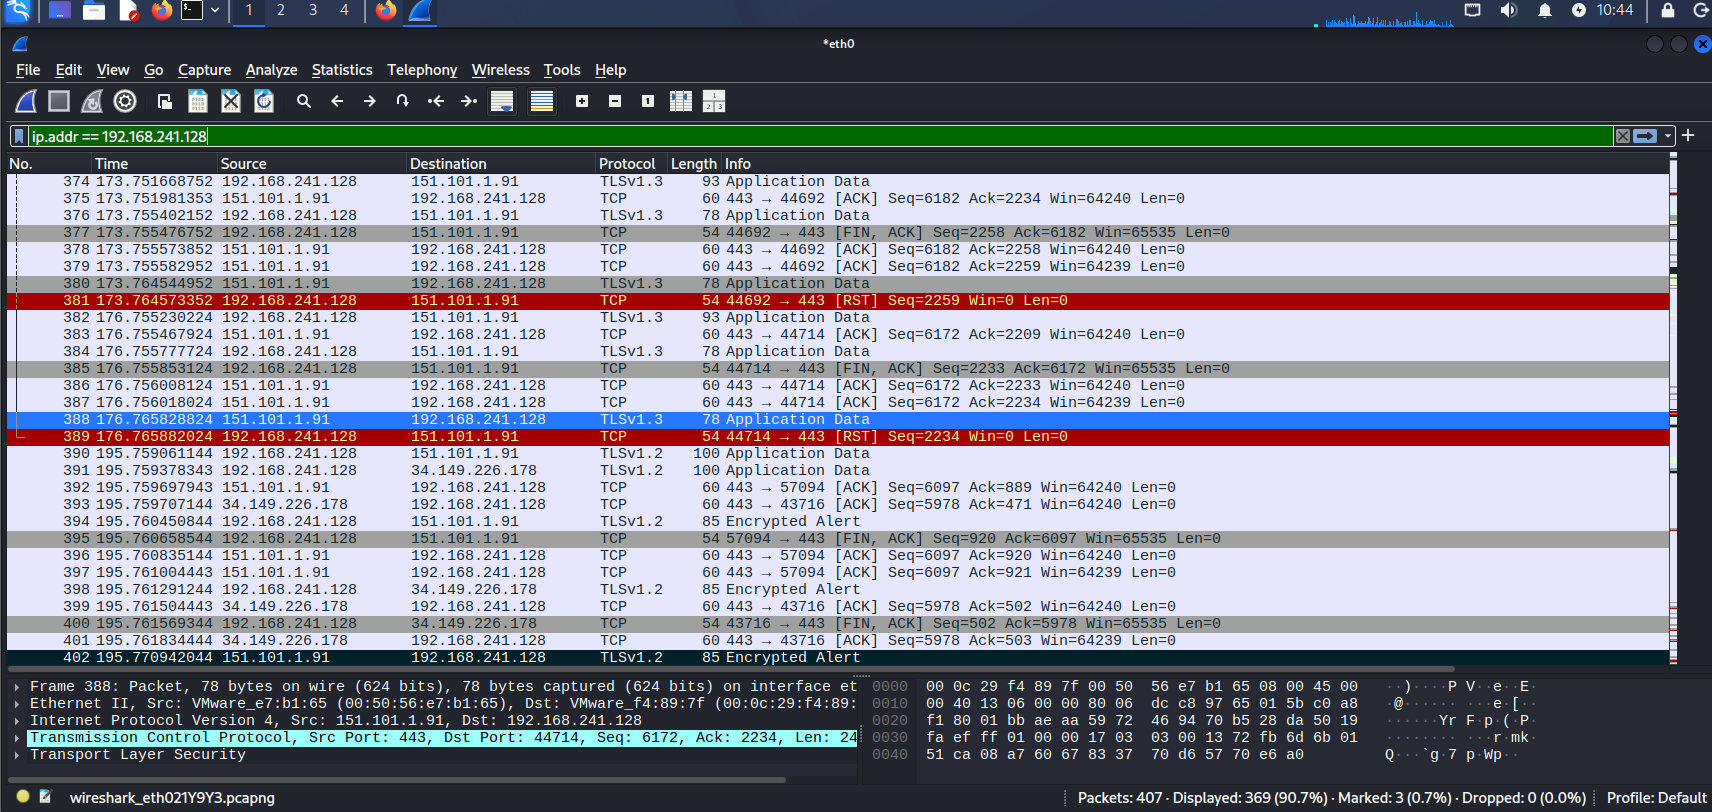 1 2 3 4 10:44
*eth0
File Edit View Go Capture Analyze Statistics Telephony Wireless Tools Help
ip.addr == 192.168.241.128
No. Time Source Destination Protocol Length Info
374 173.751668752 192.168.241.128 151.101.1.91 TLSv1.3 93 Application Data
375 173.751981353 151.101.1.91 192.168.241.128 TCP 60 443 → 44692 [ACK] Seq=6182 Ack=2234 Win=64240 Len=0
376 173.755402152 192.168.241.128 151.101.1.91 TLSv1.3 78 Application Data
377 173.755476752 192.168.241.128 151.101.1.91 TCP 54 44692 → 443 [FIN, ACK] Seq=2258 Ack=6182 Win=65535 Len=0
378 173.755573852 151.101.1.91 192.168.241.128 TCP 60 443 → 44692 [ACK] Seq=6182 Ack=2258 Win=64240 Len=0
379 173.755582952 151.101.1.91 192.168.241.128 TCP 60 443 → 44692 [ACK] Seq=6182 Ack=2259 Win=64239 Len=0
380 173.764544952 151.101.1.91 192.168.241.128 TLSv1.3 78 Application Data
381 173.764573352 192.168.241.128 151.101.1.91 TCP 54 44692 → 443 [RST] Seq=2259 Win=0 Len=0
382 176.755230224 192.168.241.128 151.101.1.91 TLSv1.3 93 Application Data
383 176.755467924 151.101.1.91 192.168.241.128 TCP 60 443 → 44714 [ACK] Seq=6172 Ack=2209 Win=64240 Len=0
384 176.755777724 192.168.241.128 151.101.1.91 TLSv1.3 78 Application Data
385 176.755853124 192.168.241.128 151.101.1.91 TCP 54 44714 → 443 [FIN, ACK] Seq=2233 Ack=6172 Win=65535 Len=0
386 176.756008124 151.101.1.91 192.168.241.128 TCP 60 443 → 44714 [ACK] Seq=6172 Ack=2233 Win=64240 Len=0
387 176.756018024 151.101.1.91 192.168.241.128 TCP 60 443 → 44714 [ACK] Seq=6172 Ack=2234 Win=64239 Len=0
388 176.765828824 151.101.1.91 192.168.241.128 TLSv1.3 78 Application Data
389 176.765882024 192.168.241.128 151.101.1.91 TCP 54 44714 → 443 [RST] Seq=2234 Win=0 Len=0
390 195.759061144 192.168.241.128 151.101.1.91 TLSv1.2 100 Application Data
391 195.759378343 192.168.241.128 34.149.226.178 TLSv1.2 100 Application Data
392 195.759697943 151.101.1.91 192.168.241.128 TCP 60 443 → 57094 [ACK] Seq=6097 Ack=889 Win=64240 Len=0
393 195.759707144 34.149.226.178 192.168.241.128 TCP 60 443 → 43716 [ACK] Seq=5978 Ack=471 Win=64240 Len=0
394 195.760450844 192.168.241.128 151.101.1.91 TLSv1.2 85 Encrypted Alert
395 195.760658544 192.168.241.128 151.101.1.91 TCP 54 57094 → 443 [FIN, ACK] Seq=920 Ack=6097 Win=65535 Len=0
396 195.760835144 151.101.1.91 192.168.241.128 TCP 60 443 → 57094 [ACK] Seq=6097 Ack=920 Win=64240 Len=0
397 195.761004443 151.101.1.91 192.168.241.128 TCP 60 443 → 57094 [ACK] Seq=6097 Ack=921 Win=64239 Len=0
398 195.761291244 192.168.241.128 34.149.226.178 TLSv1.2 85 Encrypted Alert
399 195.761504443 34.149.226.178 192.168.241.128 TCP 60 443 → 43716 [ACK] Seq=5978 Ack=502 Win=64240 Len=0
400 195.761569344 192.168.241.128 34.149.226.178 TCP 54 43716 → 443 [FIN, ACK] Seq=502 Ack=5978 Win=65535 Len=0
401 195.761834444 34.149.226.178 192.168.241.128 TCP 60 443 → 43716 [ACK] Seq=5978 Ack=503 Win=64239 Len=0
402 195.770942044 151.101.1.91 192.168.241.128 TLSv1.2 85 Encrypted Alert
Frame 388: Packet, 78 bytes on wire (624 bits), 78 bytes captured (624 bits) on interface et
Ethernet II, Src: VMware_e7:b1:65 (00:50:56:e7:b1:65), Dst: VMware_f4:89:7f (00:0c:29:f4:89:
Internet Protocol Version 4, Src: 151.101.1.91, Dst: 192.168.241.128
Transmission Control Protocol, Src Port: 443, Dst Port: 44714, Seq: 6172, Ack: 2234, Len: 24
Transport Layer Security
0000 00 0c 29 f4 89 7f 00 50 56 e7 b1 65 08 00 45 00 ··)····P V··e··E·
0010 00 40 13 06 00 00 80 06 dc c8 97 65 01 5b c0 a8 ·@······ ···e·[··
0020 f1 80 01 bb ae aa 59 72 46 94 70 b5 28 da 50 19 ······Yr F·p·(·P·
0030 fa ef ff 01 00 00 17 03 03 00 13 72 fb 6d 6b 01 ········ ···r·mk·
0040 51 ca 08 a7 60 67 83 37 70 d6 57 70 e6 a0 Q···`g·7 p·Wp··
wireshark_eth021Y9Y3.pcapng Packets: 407 · Displayed: 369 (90.7%) · Marked: 3 (0.7%) · Dropped: 0 (0.0%) Profile: Default